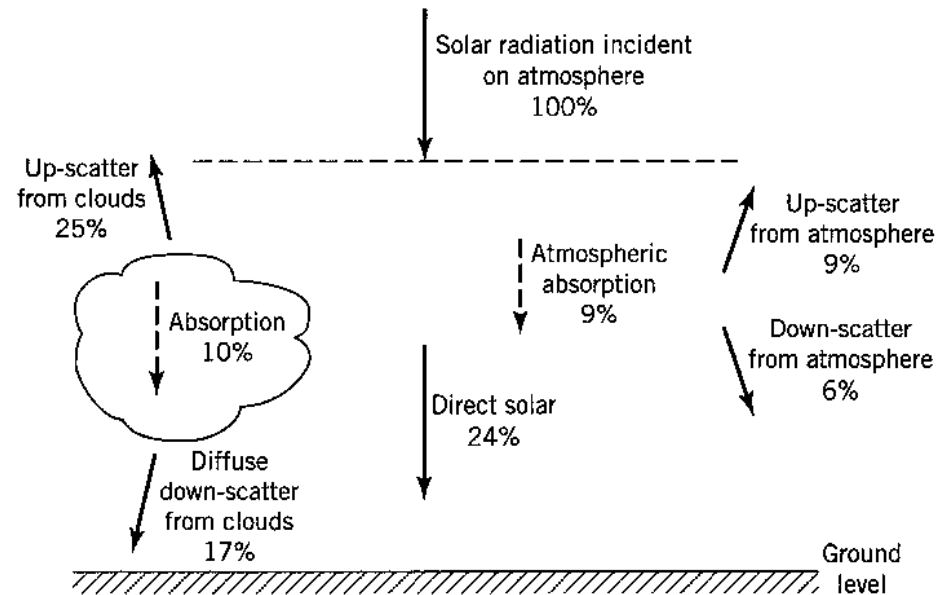 Solar radiation incident
on atmosphere
100%
Up-scatter
from clouds
25%
Up-scatter
from atmosphere
9%
Atmospheric
absorption
9%
Absorption
10%
Down-scatter
from atmosphere
6%
Direct solar
24%
Diffuse
down-scatter
from clouds
17%
Ground
level